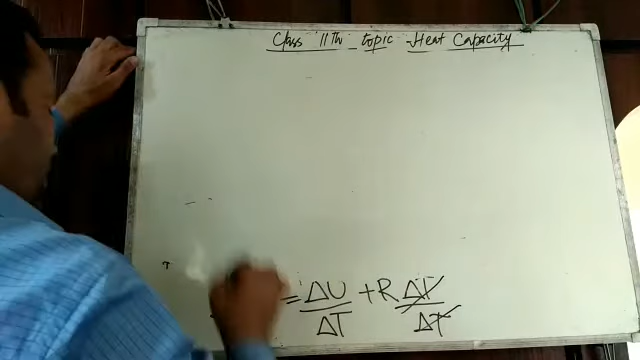 Class 11th topic - Heat Capacity
= ΔU/ΔT + R ΔT/ΔT